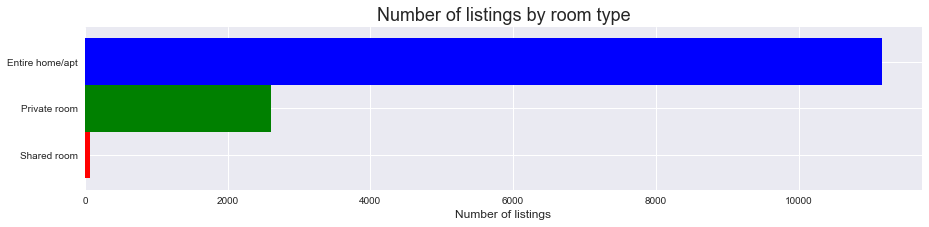 Number of listings by room type
Entire home/apt
Private room
Shared room
0 2000 4000 6000 8000 10000
Number of listings